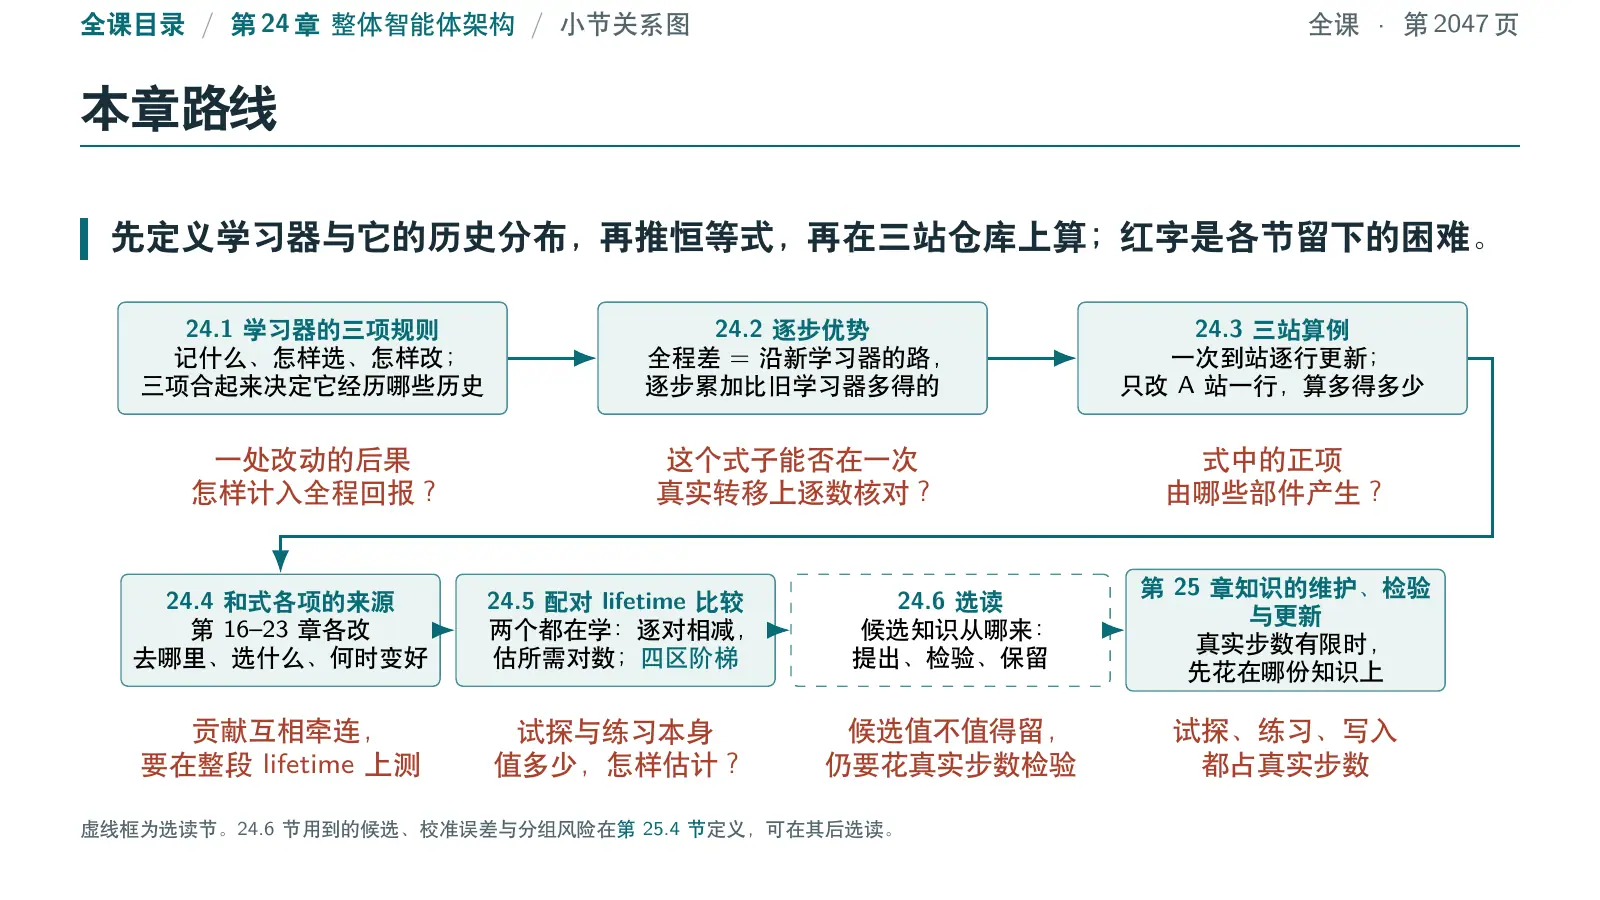 全课目录 / 第 24 章 整体智能体架构 / 小节关系图
全课 · 第 2047 页
本章路线
先定义学习器与它的历史分布，再推恒等式，再在三站仓库上算；红字是各节留下的困难。
24.1 学习器的三项规则
记什么、怎样选、怎样改；
三项合起来决定它经历哪些历史
24.2 逐步优势
全程差 = 沿新学习器的路，
逐步累加比旧学习器多得的
24.3 三站算例
一次到站逐行更新；
只改 A 站一行，算多得多少
一处改动的后果
怎样计入全程回报？
这个式子能否在一次
真实转移上逐数核对？
式中的正项
由哪些部件产生？
24.4 和式各项的来源
第 16–23 章各改
去哪里、选什么、何时变好
24.5 配对 lifetime 比较
两个都在学：逐对相减，
估所需对数；四区阶梯
24.6 选读
候选知识从哪来：
提出、检验、保留
第 25 章知识的维护、检验
与更新
真实步数有限时，
先花在哪份知识上
贡献互相牵连，
要在整段 lifetime 上测
试探与练习本身
值多少，怎样估计？
候选值不值得留，
仍要花真实步数检验
试探、练习、写入
都占真实步数
虚线框为选读节。24.6 节用到的候选、校准误差与分组风险在第 25.4 节定义，可在其后选读。